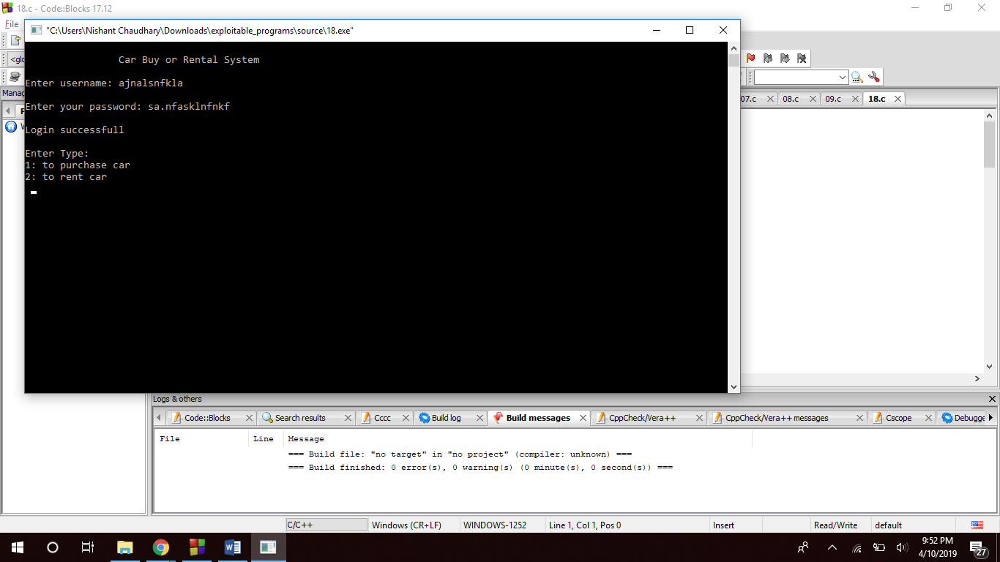 18.c - Code::Blocks 17.12
File
"C:\Users\Nishant Chaudhary\Downloads\exploitable_programs\source\18.exe"
Car Buy or Rental System
Enter username: ajnalsnfkla
Enter your password: sa.nfasklnfnkf
Login successfull
Enter Type:
1: to purchase car
2: to rent car
<glo
Manag
07.c 08.c 09.c 18.c
Logs & others
Code::Blocks Search results Cccc Build log Build messages CppCheck/Vera++ CppCheck/Vera++ messages Cscope Debugge
File Line Message
=== Build file: "no target" in "no project" (compiler: unknown) ===
=== Build finished: 0 error(s), 0 warning(s) (0 minute(s), 0 second(s)) ===
C/C++ Windows (CR+LF) WINDOWS-1252 Line 1, Col 1, Pos 0 Insert Read/Write default
9:52 PM
4/10/2019
27